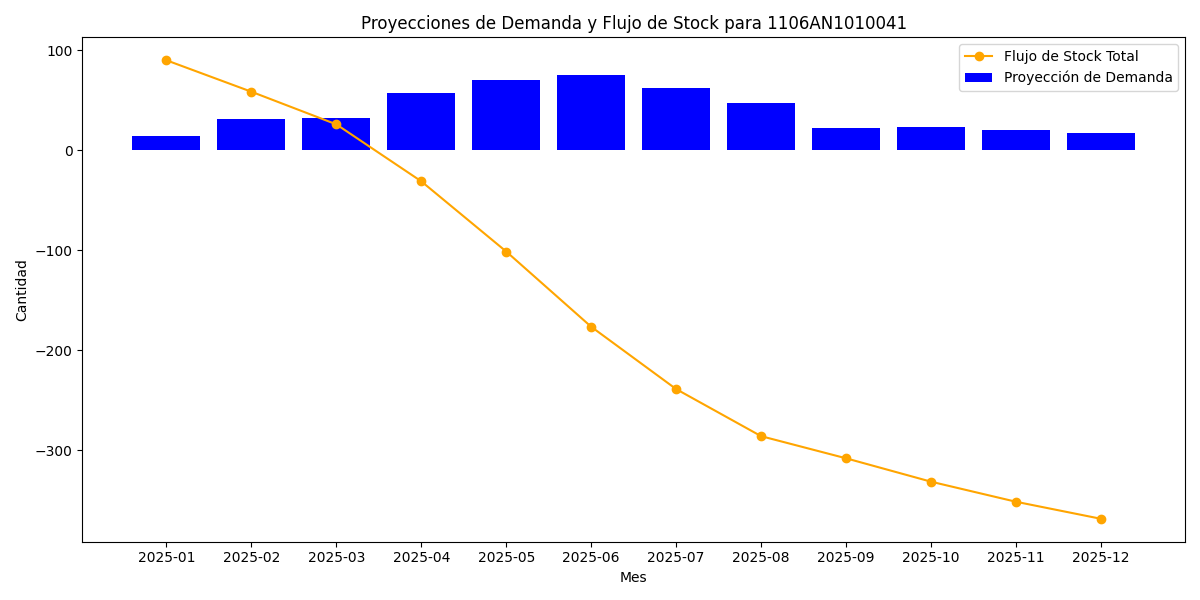 Proyecciones de Demanda y Flujo de Stock para 1106AN1010041
Flujo de Stock Total
Proyección de Demanda
100
0
−100
−200
−300
Cantidad
2025-01 2025-02 2025-03 2025-04 2025-05 2025-06 2025-07 2025-08 2025-09 2025-10 2025-11 2025-12
Mes